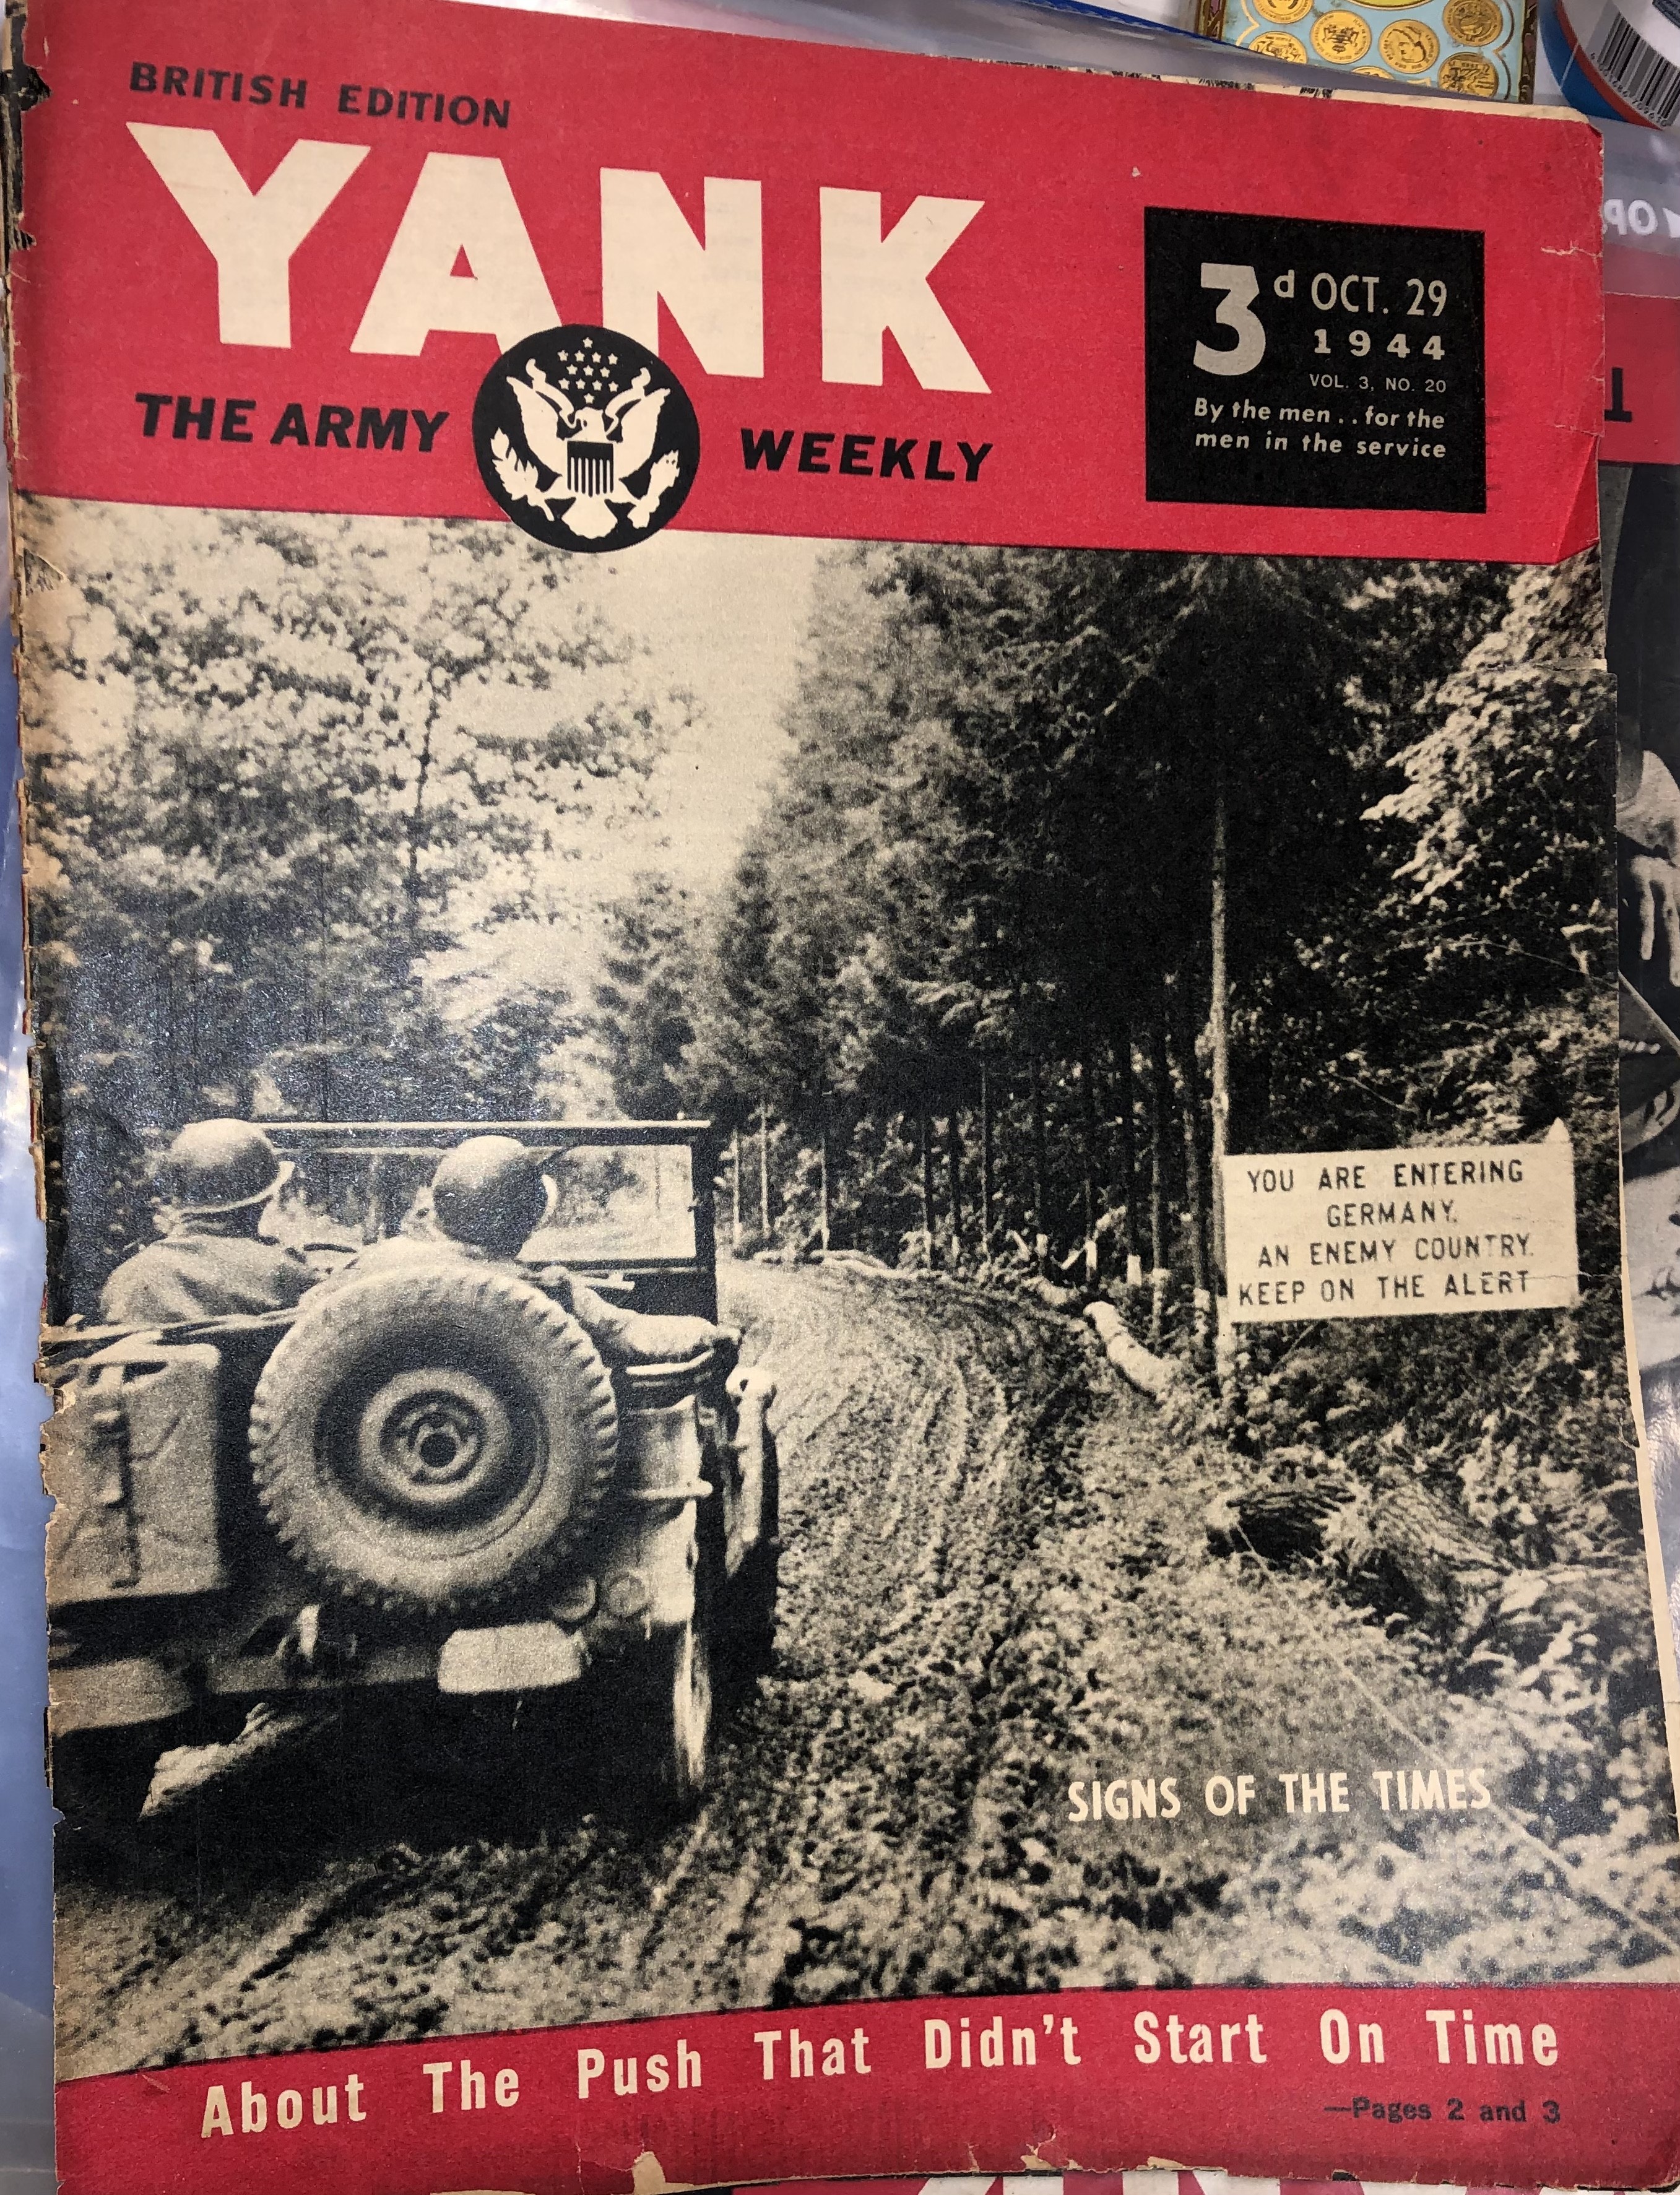 BRITISH EDITION
YANK
THE ARMY WEEKLY
3d OCT. 29
1944
VOL. 3, NO. 20
By the men . . for the
men in the service
YOU ARE ENTERING
GERMANY.
AN ENEMY COUNTRY.
KEEP ON THE ALERT
SIGNS OF THE TIMES
About The Push That Didn't Start On Time
—Pages 2 and 3